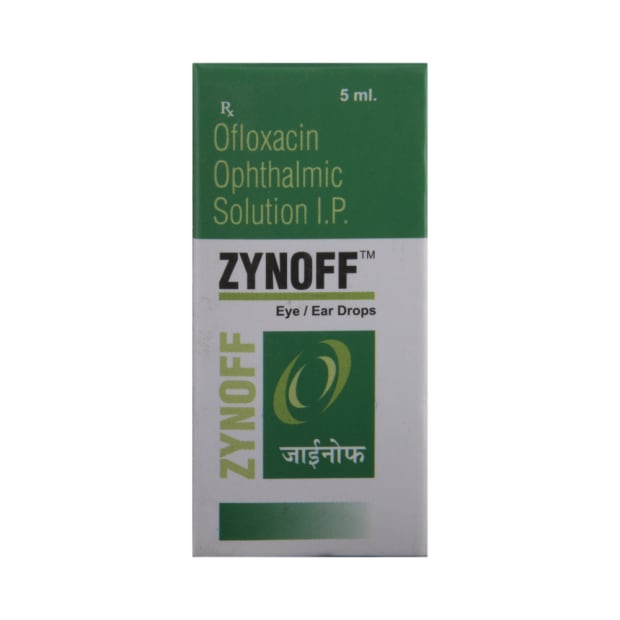 5 ml.
Rx
Ofloxacin
Ophthalmic
Solution I.P.
ZYNOFF™
Eye / Ear Drops
ZYNOFF
जाईनोफ